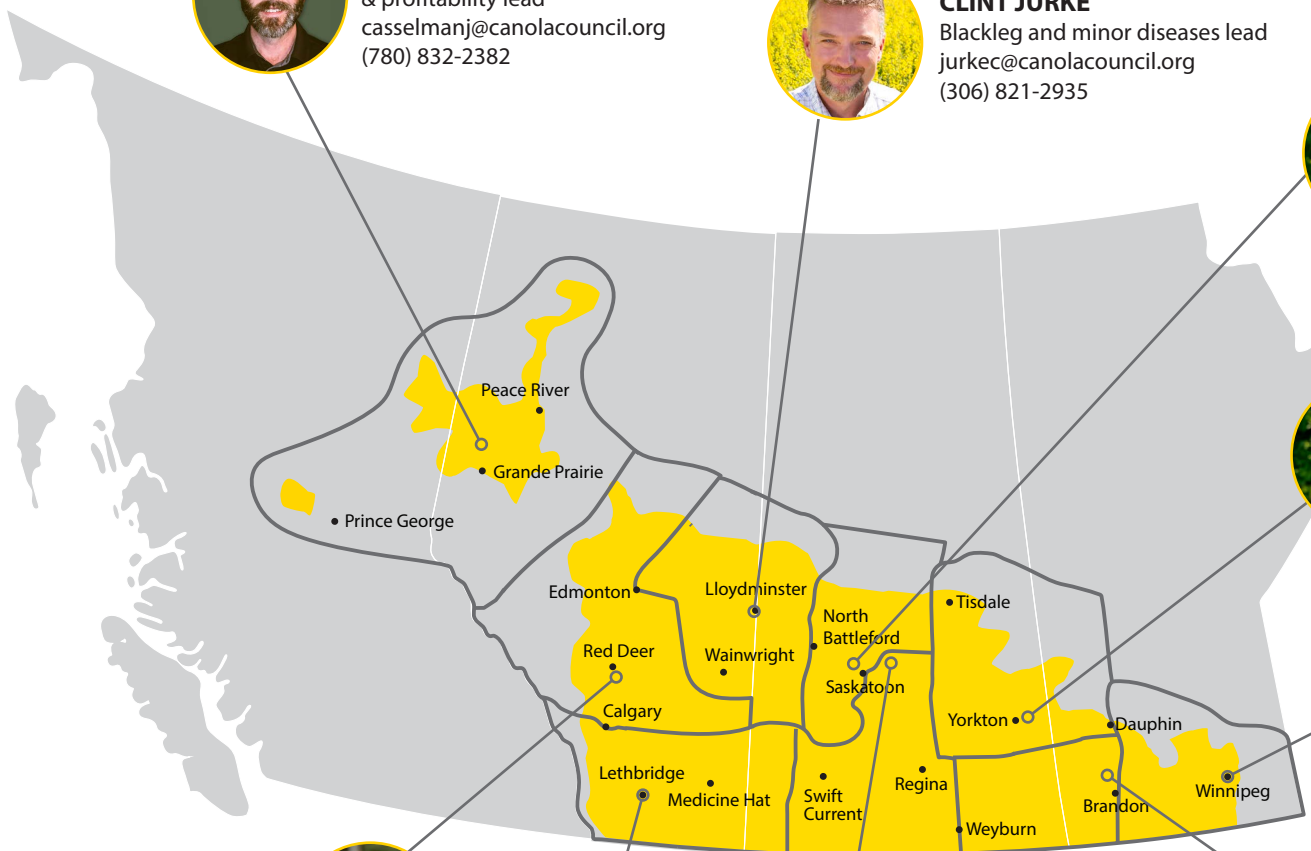 & profitability lead
casselmanj@canolacouncil.org
(780) 832-2382
CLINT JURKE
Blackleg and minor diseases lead
jurkec@canolacouncil.org
(306) 821-2935
Peace River
Grande Prairie
Prince George
Edmonton
Lloydminster
Tisdale
North
Battleford
Red Deer
Wainwright
Saskatoon
Calgary
Yorkton
Dauphin
Lethbridge
Medicine Hat
Swift
Current
Regina
Brandon
Winnipeg
Weyburn